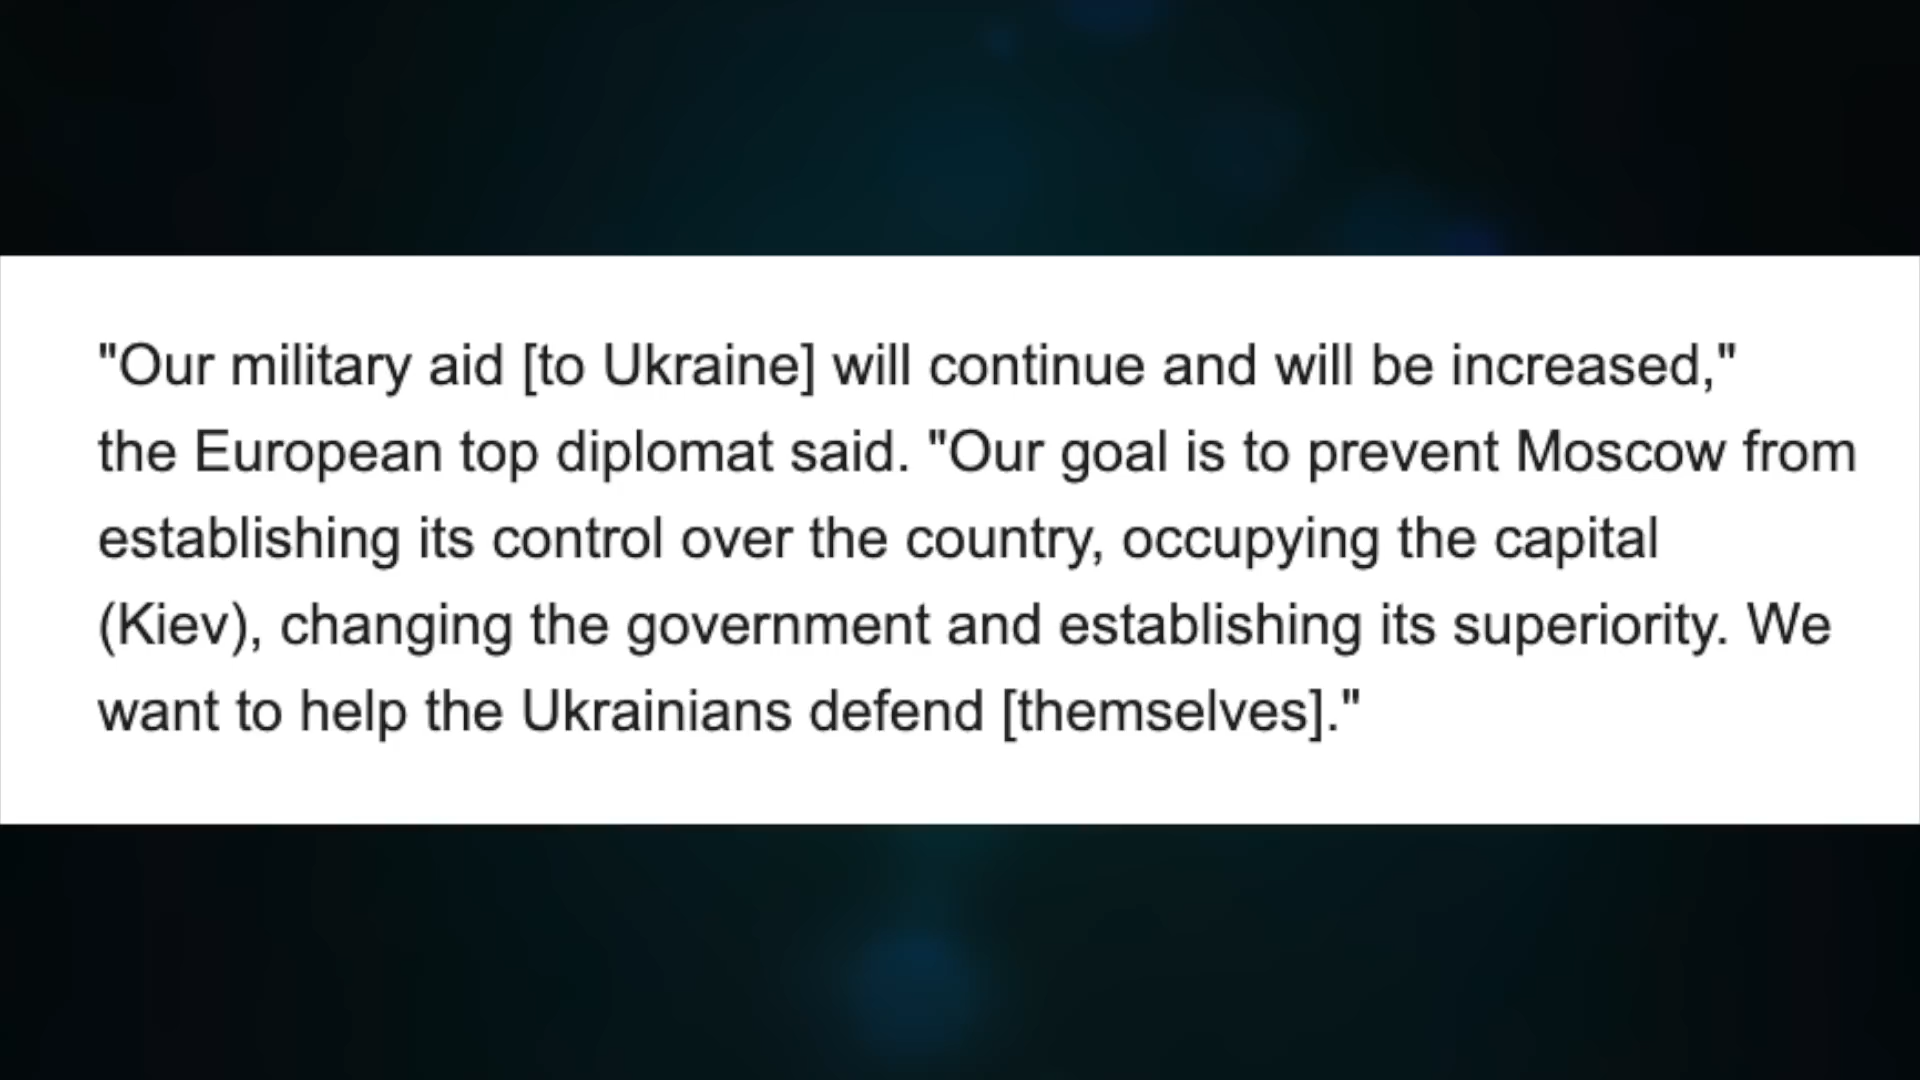 "Our military aid [to Ukraine] will continue and will be increased,"
the European top diplomat said. "Our goal is to prevent Moscow from
establishing its control over the country, occupying the capital
(Kiev), changing the government and establishing its superiority. We
want to help the Ukrainians defend [themselves]."